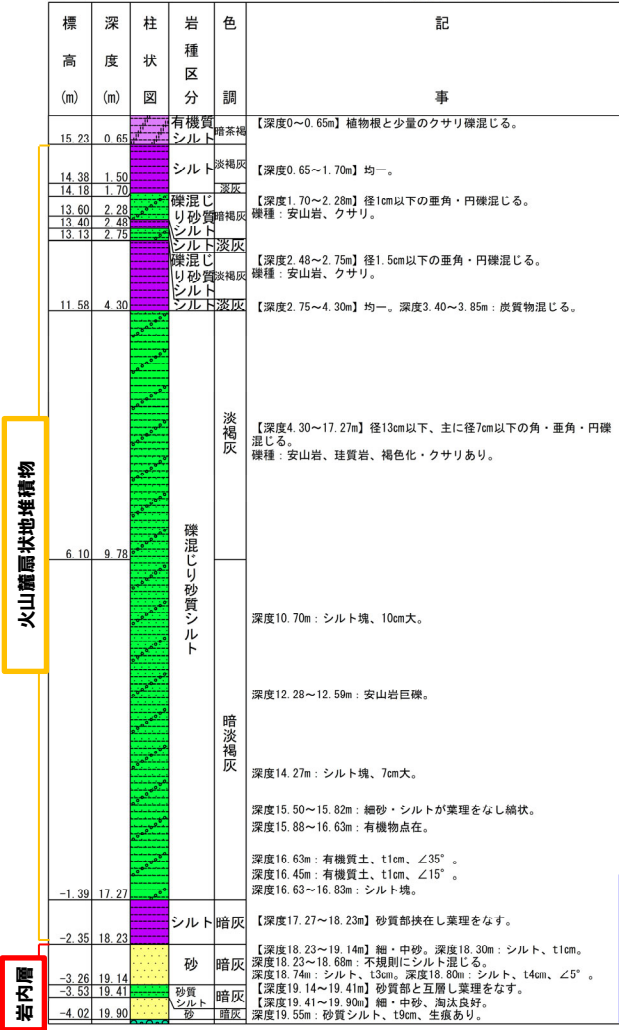 標高(m) 深度(m) 柱状図 岩種区分 色調 記事
有機質シルト 暗茶褐 【深度0～0.65m】植物根と少量のクサリ礫混じる。
15.23 0.65
シルト 淡褐灰 【深度0.65～1.70m】均一。
14.38 1.50
淡灰
14.18 1.70
礫混じり砂質シルト 暗褐灰 【深度1.70～2.28m】径1cm以下の亜角・円礫混じる。
礫種：安山岩、クサリ。
13.60 2.28
13.40 2.48
シルト 淡灰
13.13 2.75
礫混じり砂質シルト 淡褐灰 【深度2.48～2.75m】径1.5cm以下の亜角・円礫混じる。
礫種：安山岩、クサリ。
シルト 淡灰 【深度2.75～4.30m】均一。深度3.40～3.85m：炭質物混じる。
11.58 4.30
火山麓扇状地堆積物
淡褐灰
【深度4.30～17.27m】径13cm以下、主に径7cm以下の角・亜角・円礫
混じる。
礫種：安山岩、珪質岩、褐色化・クサリあり。
礫混じり砂質シルト
6.10 9.78
深度10.70m：シルト塊、10cm大。
深度12.28～12.59m：安山岩巨礫。
暗淡褐灰
深度14.27m：シルト塊、7cm大。
深度15.50～15.82m：細砂・シルトが葉理をなし縞状。
深度15.88～16.63m：有機物点在。
深度16.63m：有機質土、t1cm、∠35°。
深度16.45m：有機質土、t1cm、∠15°。
深度16.63～16.83m：シルト塊。
-1.39 17.27
シルト 暗灰 【深度17.27～18.23m】砂質部挟在し葉理をなす。
-2.35 18.23
岩内層
砂 暗灰 【深度18.23～19.14m】細・中砂。深度18.30m：シルト、t1cm。
深度18.23～18.68m：不規則にシルト混じる。
深度18.74m：シルト、t3cm。深度18.80m：シルト、t4cm、∠5°。
-3.26 19.14
砂質シルト 暗灰 【深度19.14～19.41m】砂質部と互層し葉理をなす。
-3.53 19.41
砂 暗灰 【深度19.41～19.90m】細・中砂、淘汰良好。
深度19.55m：砂質シルト、t9cm、生痕あり。
-4.02 19.90